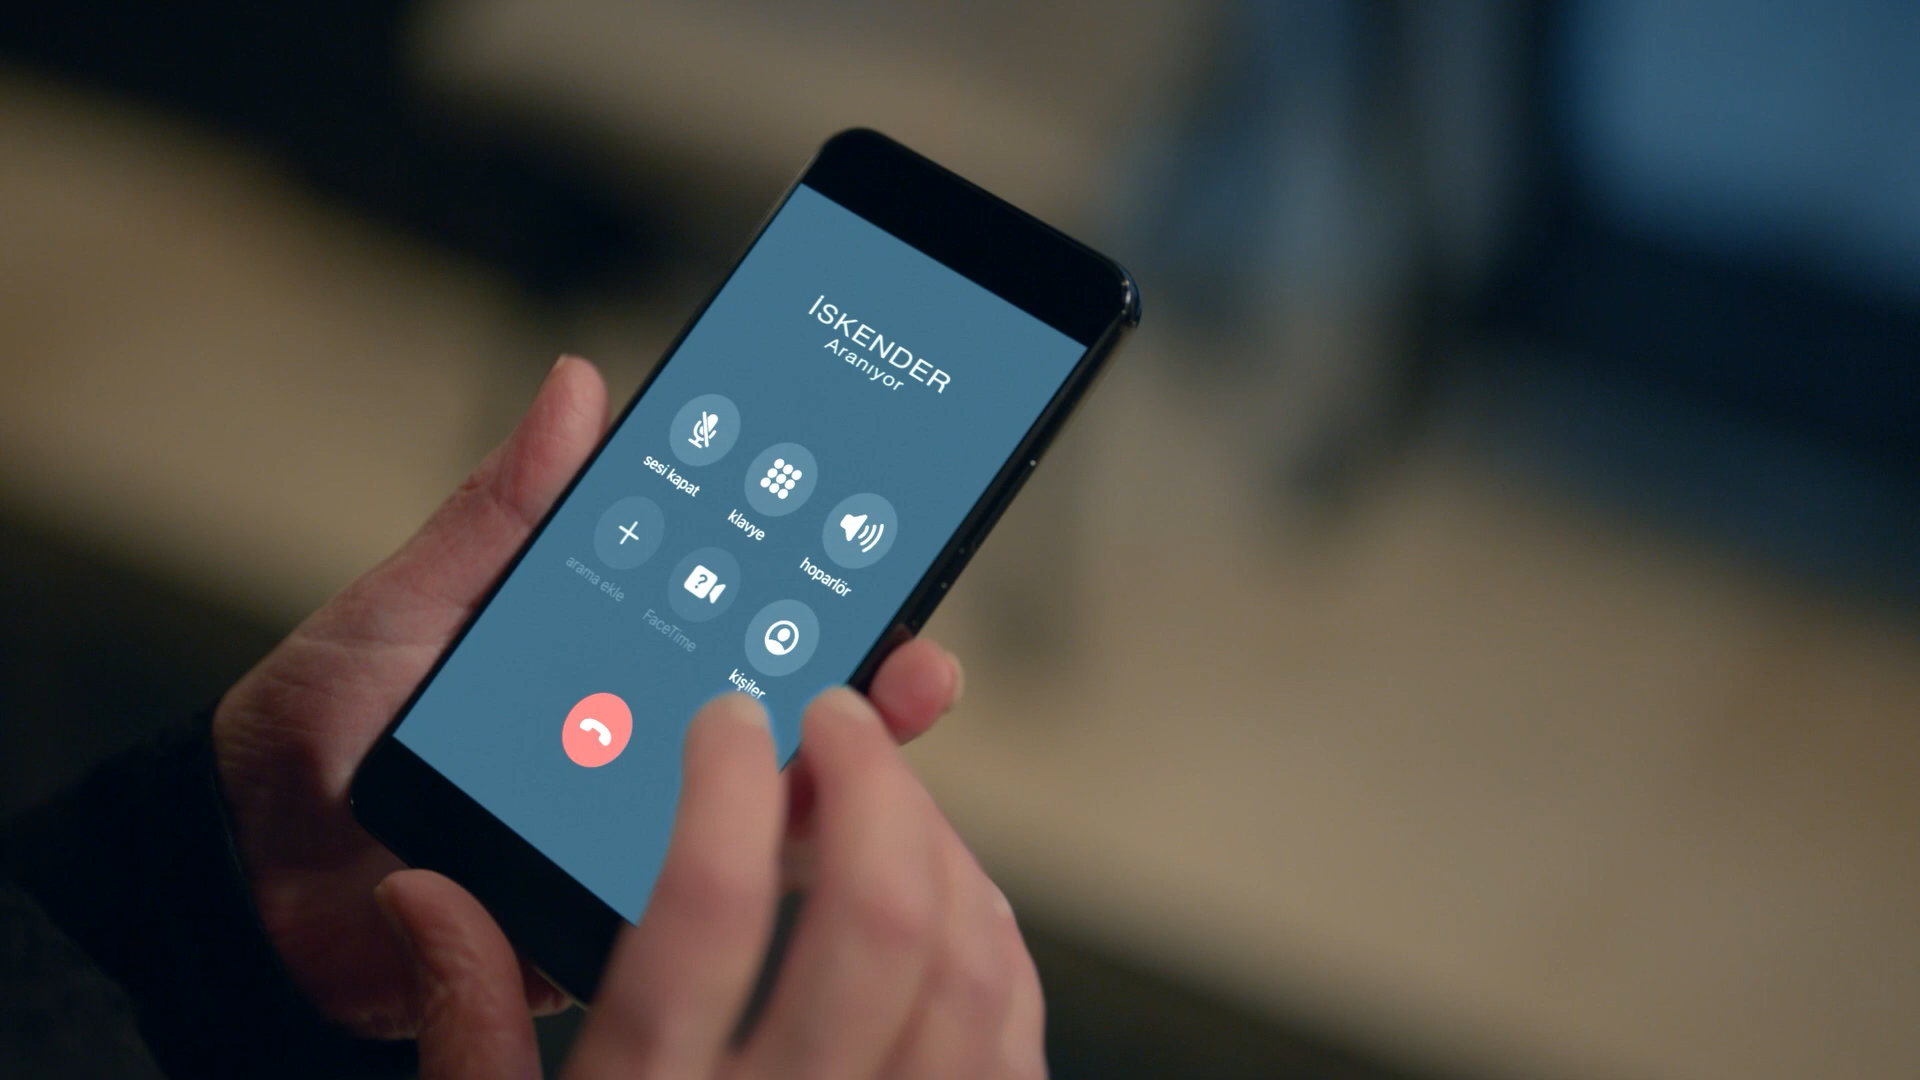 İSKENDER
Aranıyor
sesi kapat
klavye
hoparlör
arama ekle
FaceTime
kişiler